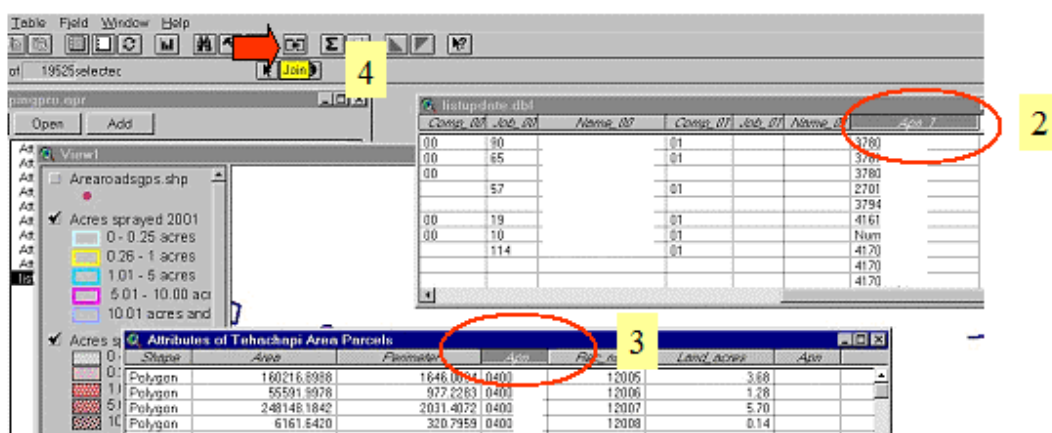 Table Field Window Help
of 19525 selected
Join
4
Open Add
View1
Arearoadsgps.shp
Acres sprayed 2001
0 - 0.25 acres
0.26 - 1 acres
1.01 - 5 acres
5.01 - 10.00 acr
10.01 acres and
Acres s
listupdate.dbf
Comp_00 Job_00 Name_00 Comp_01 Job_01 Name_0 Apn_1
2
00 90 01 3780
00 65 01
00 3780
57 01 2701
3794
00 19 01 4161
00 10 01 Num
114 01 4170
4170
4170
Attributes of Tehachapi Area Parcels
3
Shape Area Perimeter Apn Land_acres Apn
Polygon 160216.8988 0400 12005 3.68
Polygon 55591.9978 977.2283 0400 12006 1.28
Polygon 248148.1842 2031.4072 0400 12007 5.70
Polygon 6161.6420 320.7959 0400 12008 0.14